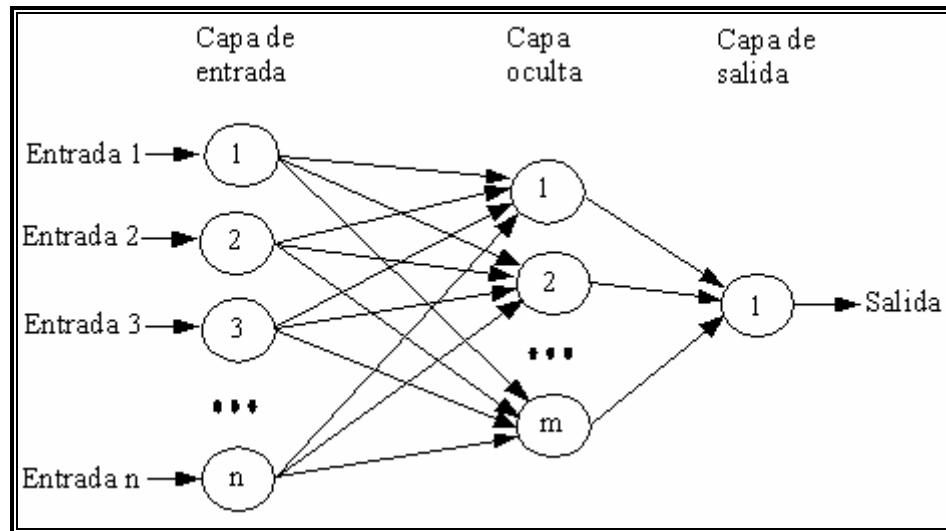 Capa de
entrada
Capa
oculta
Capa de
salida
Entrada 1
1
Entrada 2
2
Entrada 3
3
...
Entrada n
n
1
2
...
m
1
Salida